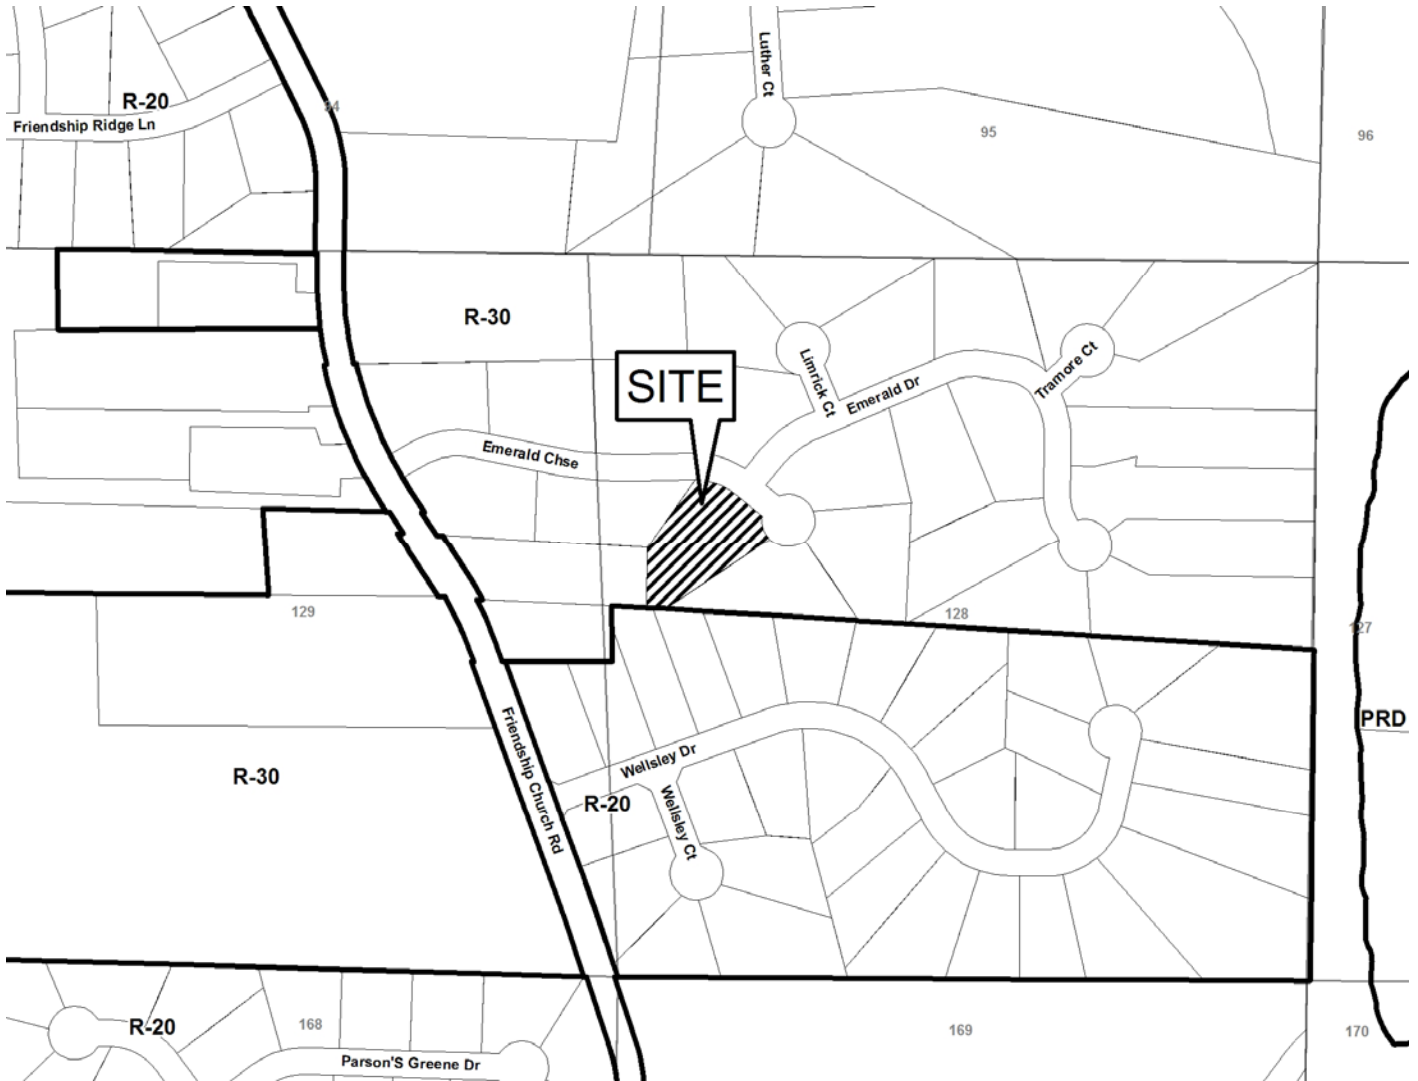 Luther Ct
R-20
94
Friendship Ridge Ln
95
96
R-30
SITE
Limrick Ct
Tramore Ct
Emerald Dr
Emerald Chse
129
128
127
PRD
Friendship Church Rd
Wellsley Dr
R-30
R-20
Wellsley Ct
168
R-20
169
170
Parson'S Greene Dr